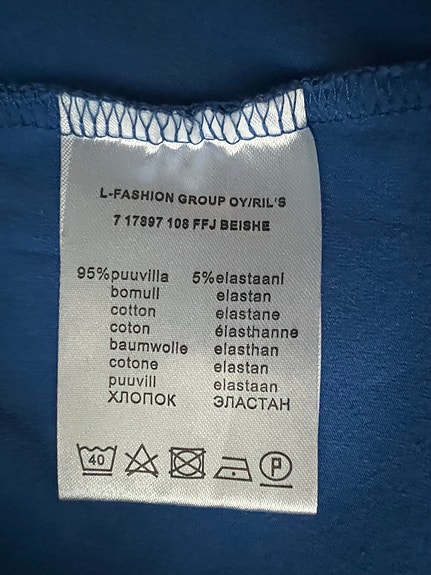 L-FASHION GROUP OY/RIL'S
7 17897 108 FFJ BEISHE
95%puuvilla 5%elastaani
bomull elastan
cotton elastane
coton élasthanne
baumwolle elasthan
cotone elastan
puuvill elastaan
ХЛОПОК ЭЛАСТАН
40 P